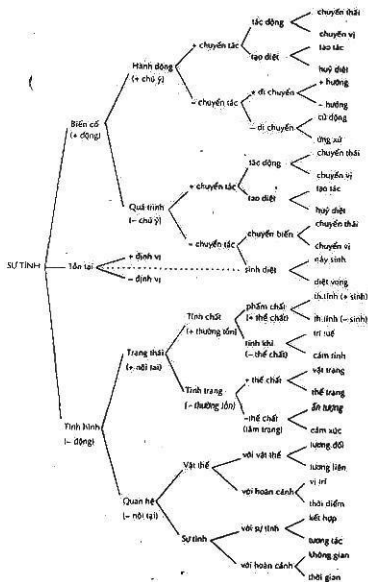 chuyển thái
tác động
chuyển vị
+ chuyển tác
tạo tác
tạo diệt
huỷ diệt
Hành động
(+ chủ ý)
+ hướng
+ di chuyển
- hướng
- chuyển tác
cử động
- di chuyển
ứng xử
Biến cố
(+ động)
chuyển thái
tác động
chuyển vị
+ chuyển tác
tạo tác
tạo diệt
huỷ diệt
Quá trình
(- chủ ý)
chuyển thái
chuyển biến
chuyển vị
- chuyển tác
nảy sinh
sinh diệt
diệt vong
SỰ TÌNH
Tồn tại
+ định vị
- định vị
th.tính (+ sinh)
phẩm chất
(+ thể chất)
th.tính (- sinh)
Tính chất
(+ thường tồn)
trí tuệ
tính khí
(- thể chất)
cảm tính
Trạng thái
(+ nội tại)
vật trạng
+ thể chất
thể trạng
Tình trạng
(- thường tồn)
ấn tượng
-thể chất
(tâm trạng)
cảm xúc
Tình hình
(- động)
tương đối
với vật thể
tương liên
Vật thể
vị trí
với hoàn cảnh
thời điểm
Quan hệ
(- nội tại)
kết hợp
với sự tình
tương tác
Sự tình
không gian
với hoàn cảnh
thời gian